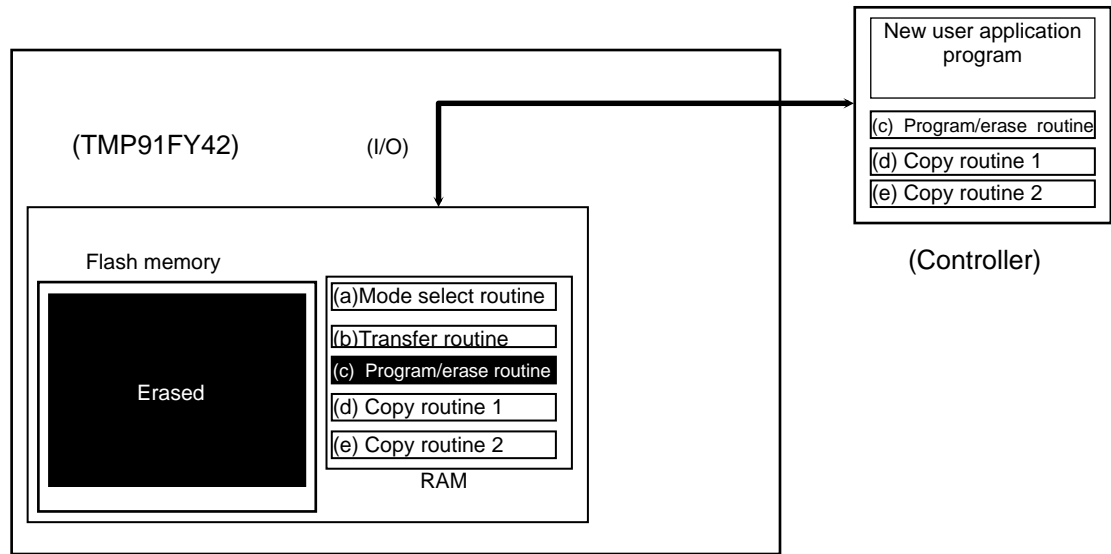 New user application
program
(c) Program/erase routine
(d) Copy routine 1
(e) Copy routine 2
(Controller)
(TMP91FY42)
(I/O)
Flash memory
Erased
(a)Mode select routine
(b)Transfer routine
(c) Program/erase routine
(d) Copy routine 1
(e) Copy routine 2
RAM